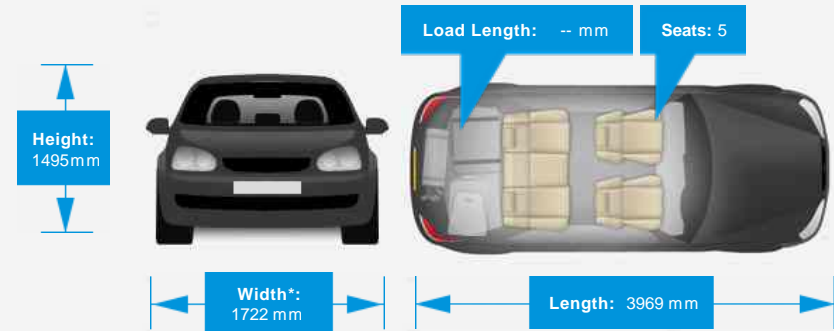 Load Length: -- mm
Seats: 5
Height:
1495mm
Width*:
1722 mm
Length: 3969 mm